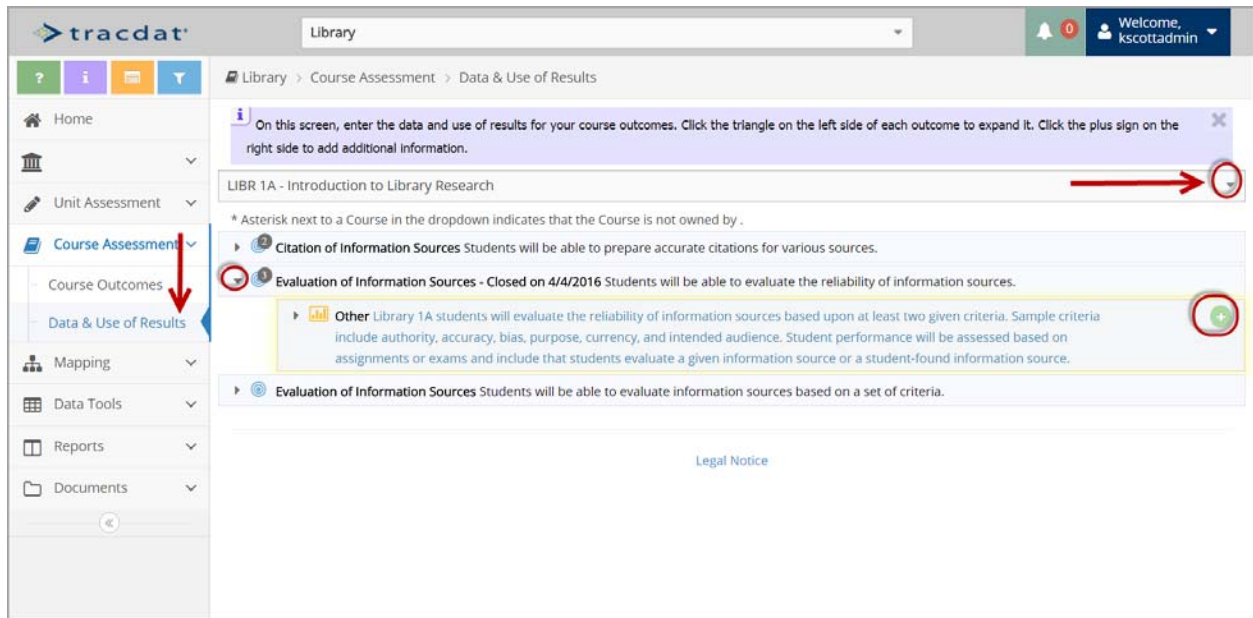 tracdat
Library
0
Welcome,
kscottadmin
?
i
Library > Course Assessment > Data & Use of Results
Home
Unit Assessment
Course Assessment
Course Outcomes
Data & Use of Results
Mapping
Data Tools
Reports
Documents
i On this screen, enter the data and use of results for your course outcomes. Click the triangle on the left side of each outcome to expand it. Click the plus sign on the
right side to add additional information.
LIBR 1A - Introduction to Library Research
* Asterisk next to a Course in the dropdown indicates that the Course is not owned by .
2 Citation of Information Sources Students will be able to prepare accurate citations for various sources.
Evaluation of Information Sources - Closed on 4/4/2016 Students will be able to evaluate the reliability of information sources.
Other Library 1A students will evaluate the reliability of information sources based upon at least two given criteria. Sample criteria
include authority, accuracy, bias, purpose, currency, and intended audience. Student performance will be assessed based on
assignments or exams and include that students evaluate a given information source or a student-found information source.
Evaluation of Information Sources Students will be able to evaluate information sources based on a set of criteria.
Legal Notice